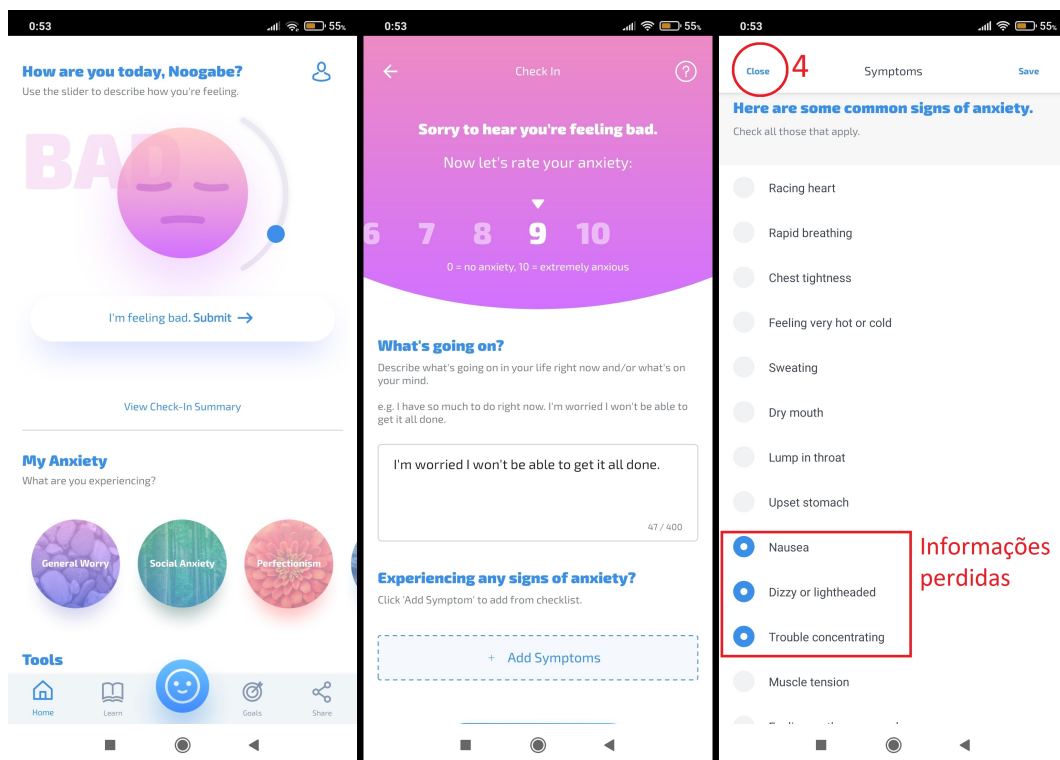 0:53
55%
How are you today, Noogabe?
Use the slider to describe how you're feeling.
BAD
I'm feeling bad. Submit →
View Check-In Summary
My Anxiety
What are you experiencing?
General Worry
Social Anxiety
Perfectionism
Tools
Home
Learn
Goals
Share
0:53
55%
Check In
?
Sorry to hear you're feeling bad.
Now let's rate your anxiety:
6 7 8 9 10
0 = no anxiety, 10 = extremely anxious
What's going on?
Describe what's going on in your life right now and/or what's on
your mind.
e.g. I have so much to do right now. I'm worried I won't be able to
get it all done.
I'm worried I won't be able to get it all done.
47 / 400
Experiencing any signs of anxiety?
Click 'Add Symptom' to add from checklist.
+ Add Symptoms
0:53
55%
Close
4
Symptoms
Save
Here are some common signs of anxiety.
Check all those that apply.
Racing heart
Rapid breathing
Chest tightness
Feeling very hot or cold
Sweating
Dry mouth
Lump in throat
Upset stomach
Nausea
Dizzy or lightheaded
Trouble concentrating
Informações
perdidas
Muscle tension